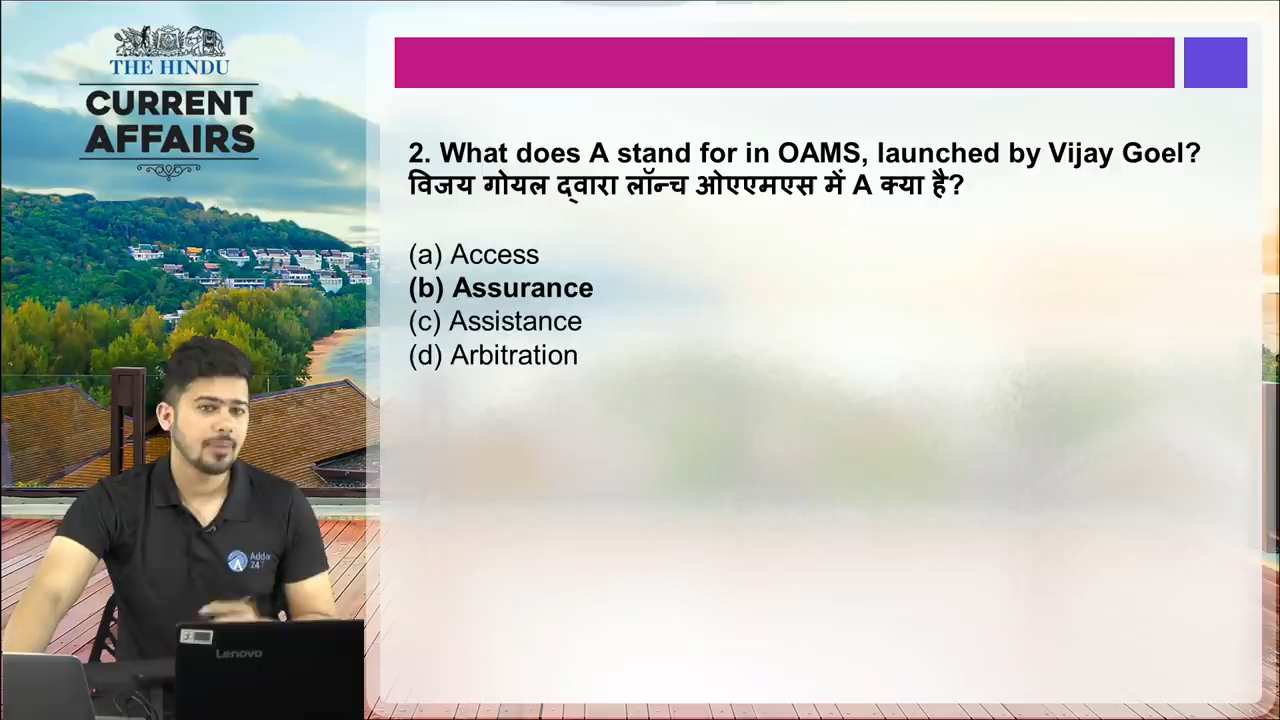 THE HINDU
CURRENT
AFFAIRS
2. What does A stand for in OAMS, launched by Vijay Goel?
विजय गोयल द्वारा लॉन्च ओएएमएस में A क्या है?
(a) Access
(b) Assurance
(c) Assistance
(d) Arbitration
Adda
Lenovo